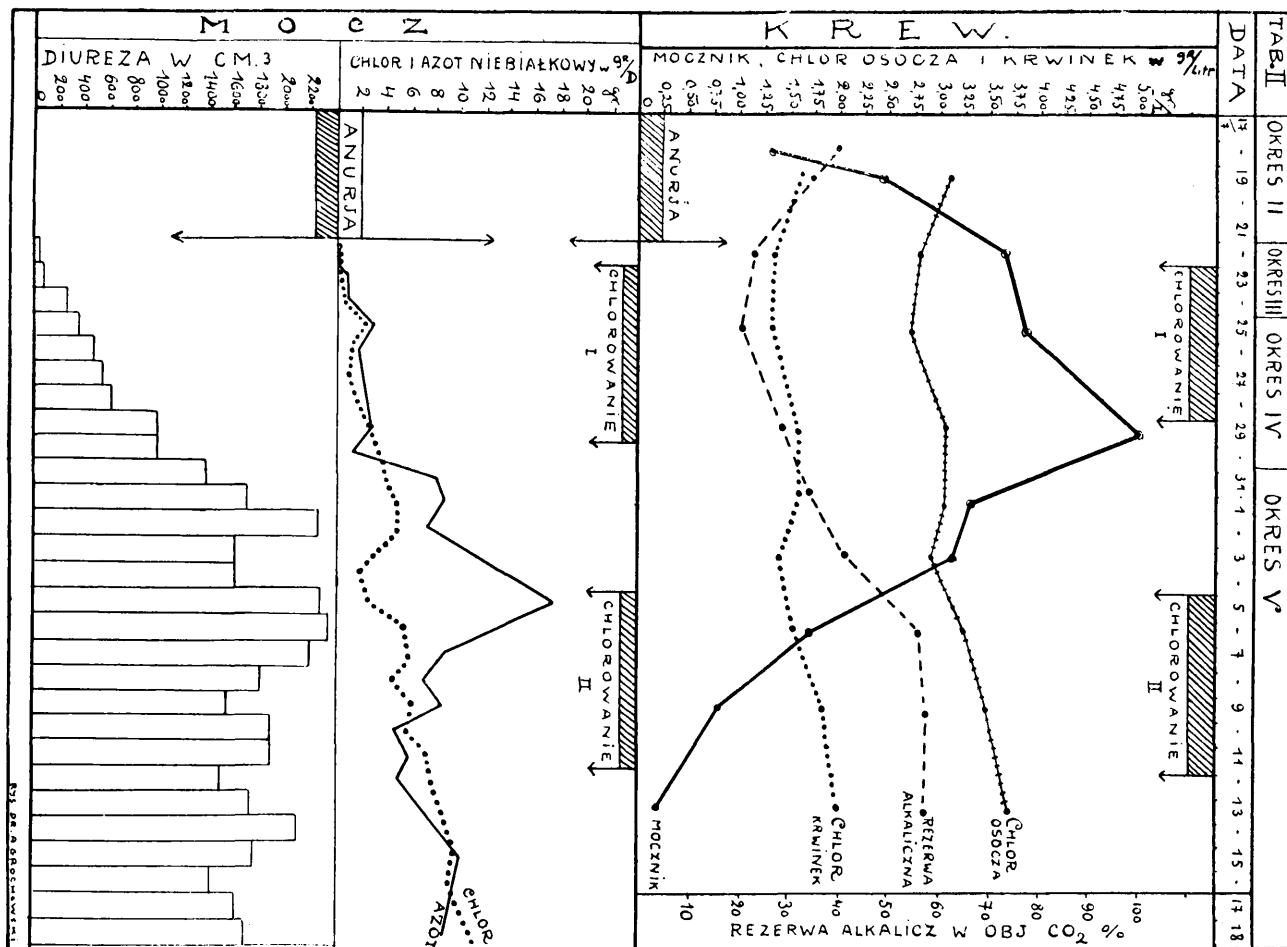 TAB. II
DATA
OKRES II
OKRES III
OKRES IV
OKRES V
17/7 - 19 - 21 - 23 - 25 - 27 - 29 - 31 - 1 - 3 - 5 - 7 - 9 - 11 - 13 - 15 - 17 18
MOCZ
DIUREZA W CM.3
0 200 400 600 800 1000 1200 1400 1600 1300 2000 2200
CHLOR I AZOT NIEBIAŁKOWY w gr/D
2 4 6 8 10 12 14 16 18 20 gr
ANURJA
CHLOROWANIE
I
CHLOROWANIE
II
CHLOR
AZOT
KREW.
MOCZNIK, CHLOR OSOCZA I KRWINEK w gr/Litr
0 0,25 0,50 0,75 1,00 1,25 1,50 1,75 2,00 2,25 2,50 2,75 3,00 3,25 3,50 3,75 4,00 4,25 4,50 4,75 5,00 gr/L
ANURJA
CHLOROWANIE
I
CHLOROWANIE
II
MOCZNIK
CHLOR
KRWINEK
REZERWA
ALKALICZNA
CHLOR
OSOCZA
10 20 30 40 50 60 70 80 90 100
REZERWA ALKALICZ W OBJ CO2 %
RYS DR.